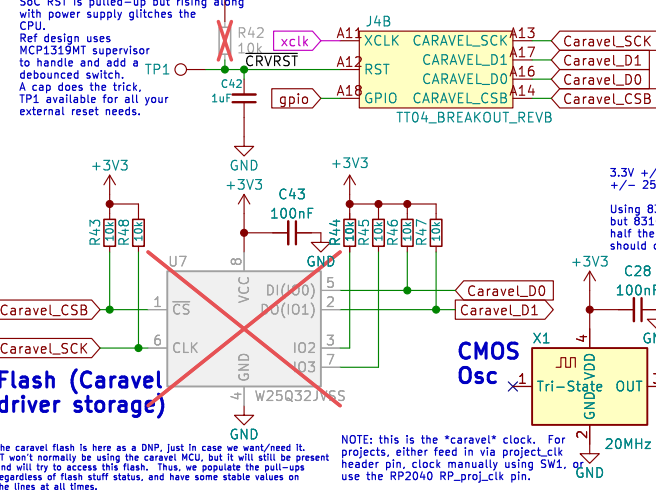 SoC RST is pulled-up but rising along
with power supply glitches the
CPU.
Ref design uses
MCP1319MT supervisor
to handle and add a
debounced switch.
A cap does the trick,
TP1 available for all your
external reset needs.
R42
10k
TP1
CRVRST
C42
1uF
GND
xclk
gpio
J4B
A11
A12
A18
XCLK
RST
GPIO
CARAVEL_SCK
CARAVEL_D1
CARAVEL_D0
CARAVEL_CSB
A13
A17
A16
A14
Caravel_SCK
Caravel_D1
Caravel_D0
Caravel_CSB
TT04_BREAKOUT_REVB
+3V3
R43
10k
R48
10k
+3V3
C43
100nF
GND
+3V3
R44
10k
R45
10k
R46
10k
R47
10k
U7
8
VCC
1
CS
6
CLK
GND
4
GND
DI(IO0)
5
DO(IO1)
2
IO2
3
IO3
7
W25Q32JVSS
Caravel_CSB
Caravel_SCK
Caravel_D0
Caravel_D1
Flash (Caravel
driver storage)
the caravel flash is here as a DNP, just in case we want/need it.
T won't normally be using the caravel MCU, but it will still be present
and will try to access this flash. Thus, we populate the pull-ups
regardless of flash stuff status, and have some stable values on
the lines at all times.
3.3V +/
+/- 25
Using 83
but 831
half the
should
+3V3
C28
100nF
CMOS
Osc
X1
4
VDD
1
Tri-State
OUT
3
GND
2
GND
20MHz
NOTE: this is the *caravel* clock. For
projects, either feed in via project_clk
header pin, clock manually using SW1, or
use the RP2040 RP_proj_clk pin.